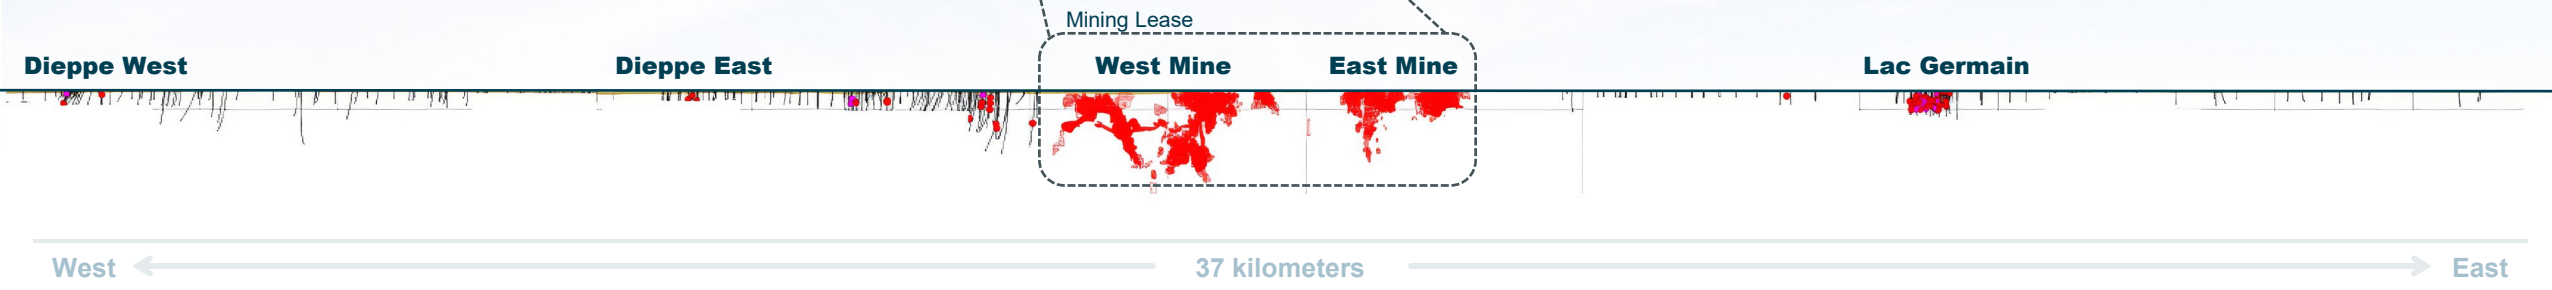 Mining Lease
Dieppe West
Dieppe East
West Mine
East Mine
Lac Germain
West
37 kilometers
East